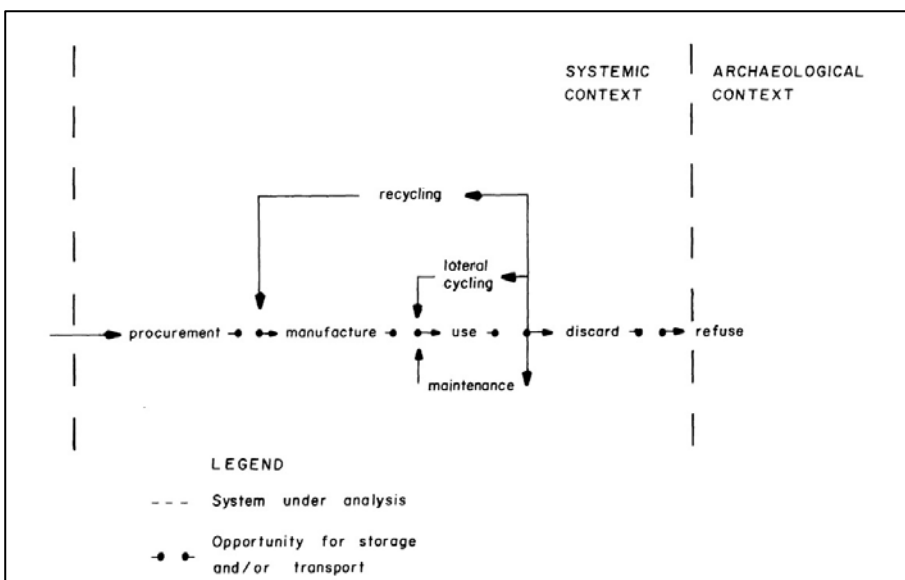 SYSTEMIC
CONTEXT
ARCHAEOLOGICAL
CONTEXT
recycling
lateral
cycling
procurement
manufacture
use
discard
refuse
maintenance
LEGEND
System under analysis
Opportunity for storage
and/or transport